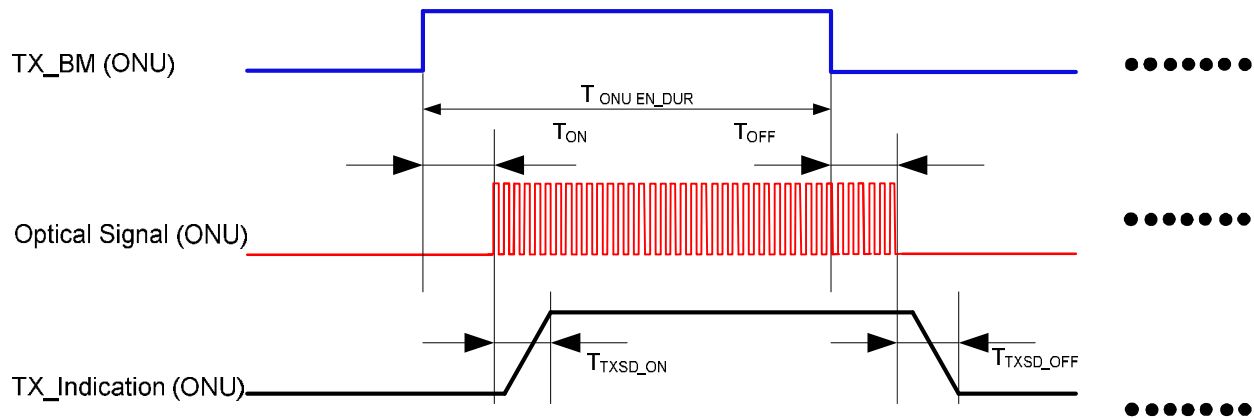 TX_BM (ONU)
T ONU EN_DUR
TON
TOFF
Optical Signal (ONU)
TTXSD_ON
TTXSD_OFF
TX_Indication (ONU)